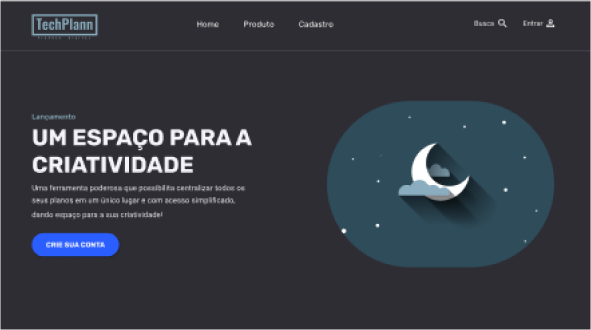 TechPlann
Home Produto Cadastro
Busca Entrar
Lançamento
UM ESPAÇO PARA A
CRIATIVIDADE
Uma ferramenta poderosa que possibilita centralizar todos os
seus planos em um único lugar e com acesso simplificado,
dando espaço para a sua criatividade!
CRIE SUA CONTA